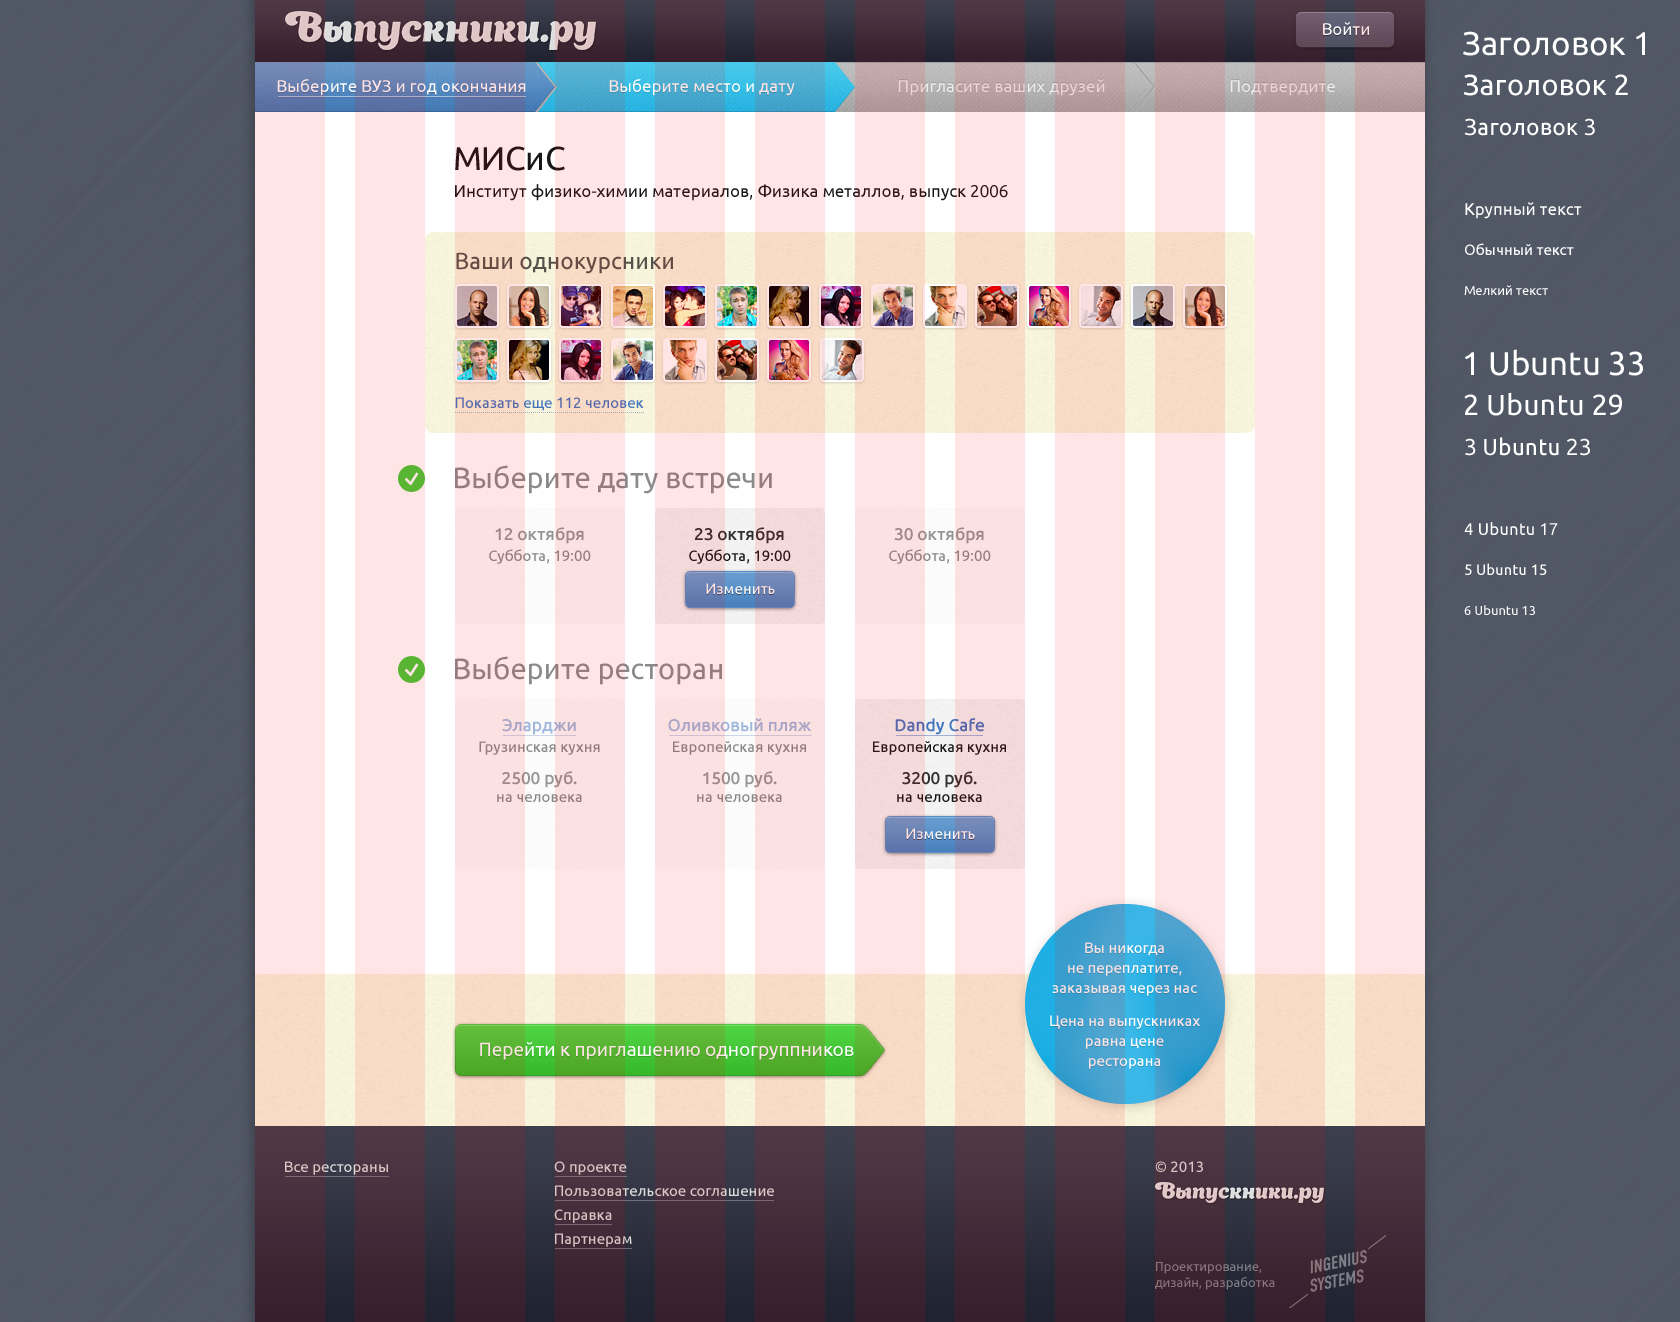 Выпускники.ру
Войти
Выберите ВУЗ и год окончания
Выберите место и дату
Пригласите ваших друзей
Подтвердите
МИСиС
Институт физико-химии материалов, Физика металлов, выпуск 2006
Ваши однокурсники
Показать еще 112 человек
Выберите дату встречи
12 октября
Суббота, 19:00
23 октября
Суббота, 19:00
Изменить
30 октября
Суббота, 19:00
Выберите ресторан
Эларджи
Грузинская кухня
2500 руб.
на человека
Оливковый пляж
Европейская кухня
1500 руб.
на человека
Dandy Cafe
Европейская кухня
3200 руб.
на человека
Изменить
Вы никогда
не переплатите,
заказывая через нас
Цена на выпускниках
равна цене
ресторана
Перейти к приглашению одногруппников
Все рестораны
О проекте
Пользовательское соглашение
Справка
Партнерам
© 2013
Выпускники.ру
Проектирование,
дизайн, разработка
INGENIUS
SYSTEMS
Заголовок 1
Заголовок 2
Заголовок 3
Крупный текст
Обычный текст
Мелкий текст
1 Ubuntu 33
2 Ubuntu 29
3 Ubuntu 23
4 Ubuntu 17
5 Ubuntu 15
6 Ubuntu 13